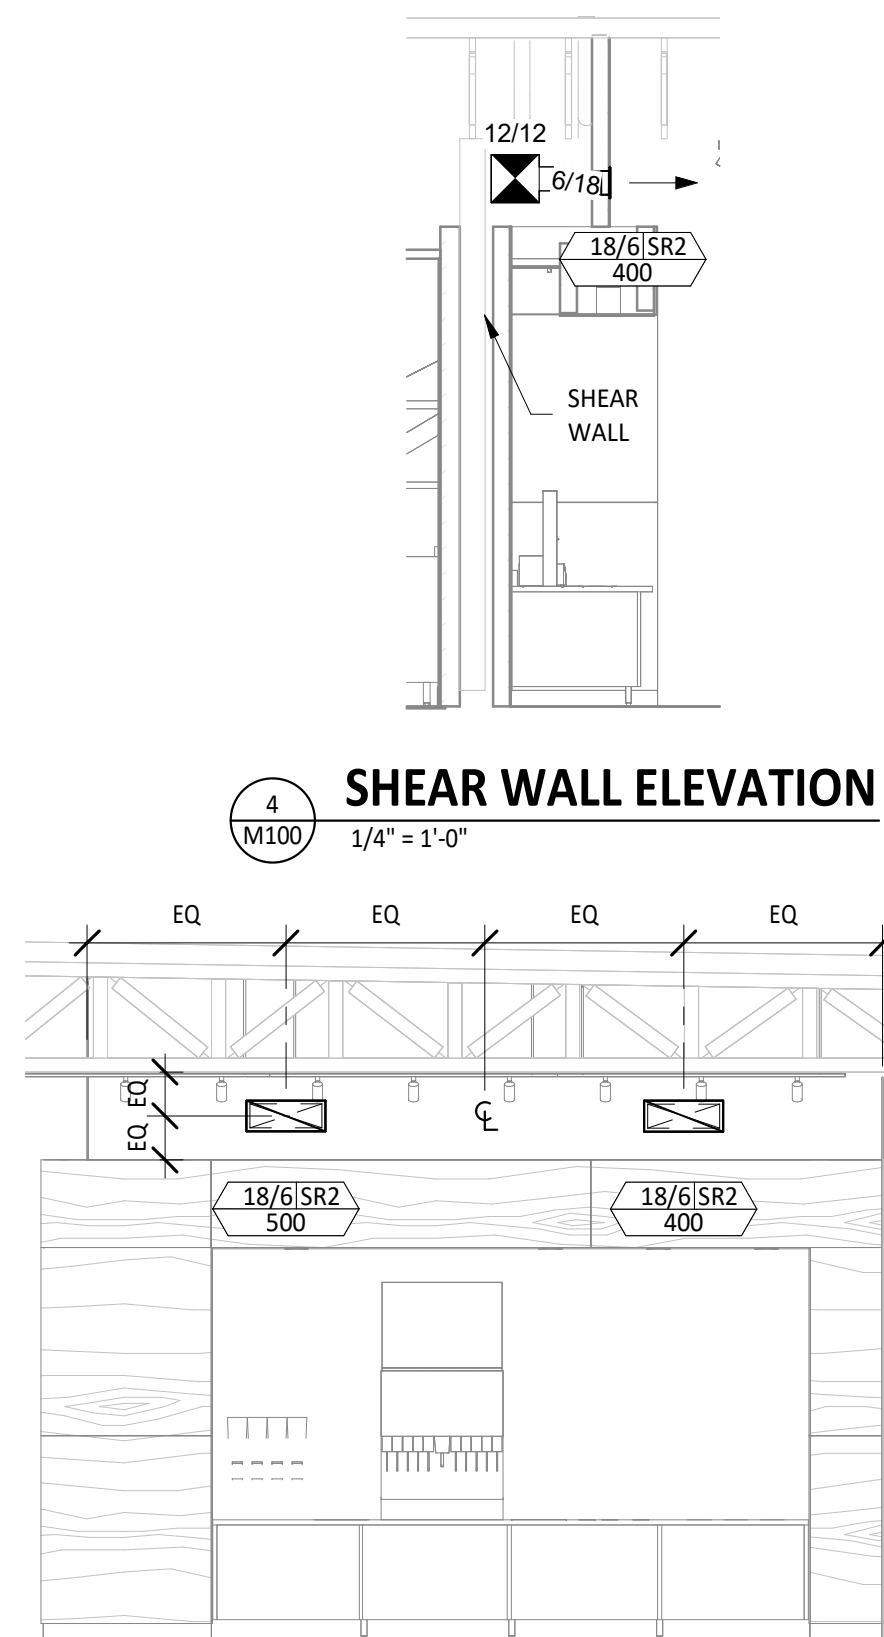 12/12
6/18
18/6 SR2
400
SHEAR
WALL
4
M100
SHEAR WALL ELEVATION
1/4" = 1'-0"
EQ EQ EQ EQ
EQ
EQ
℄
18/6 SR2
500
18/6 SR2
400